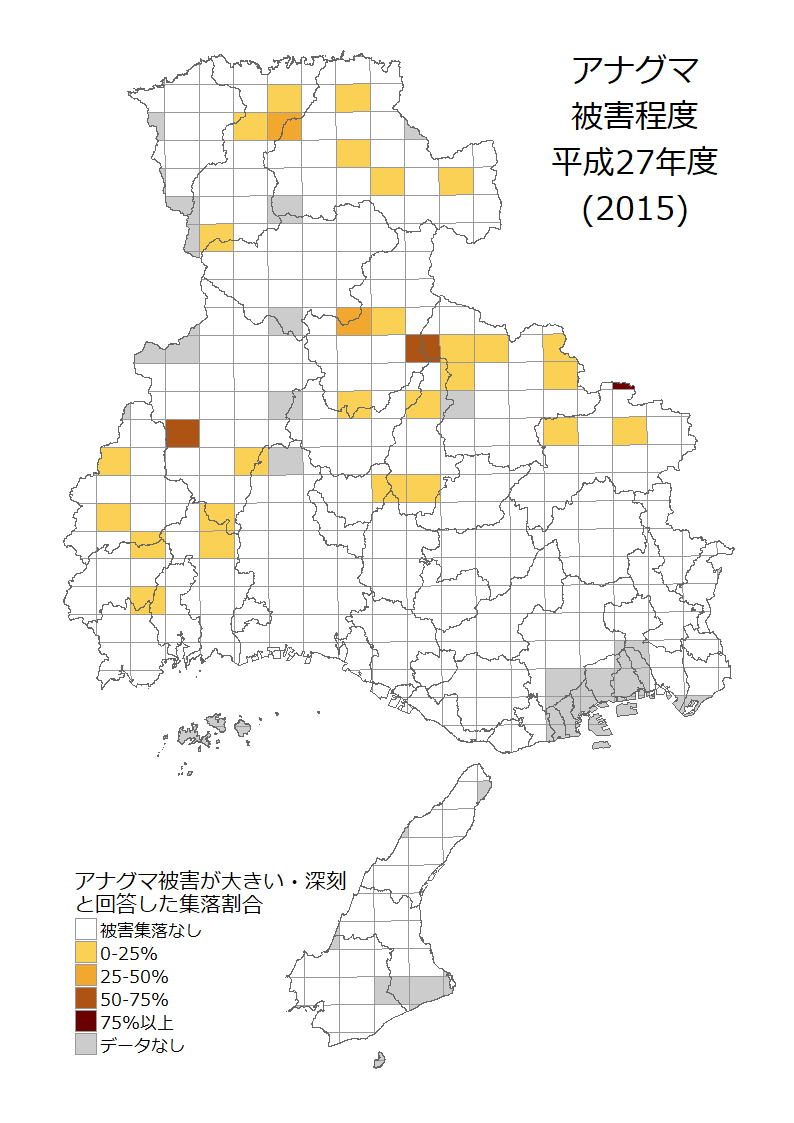 アナグマ
被害程度
平成27年度
(2015)
アナグマ被害が大きい・深刻
と回答した集落割合
被害集落なし
0-25%
25-50%
50-75%
75%以上
データなし